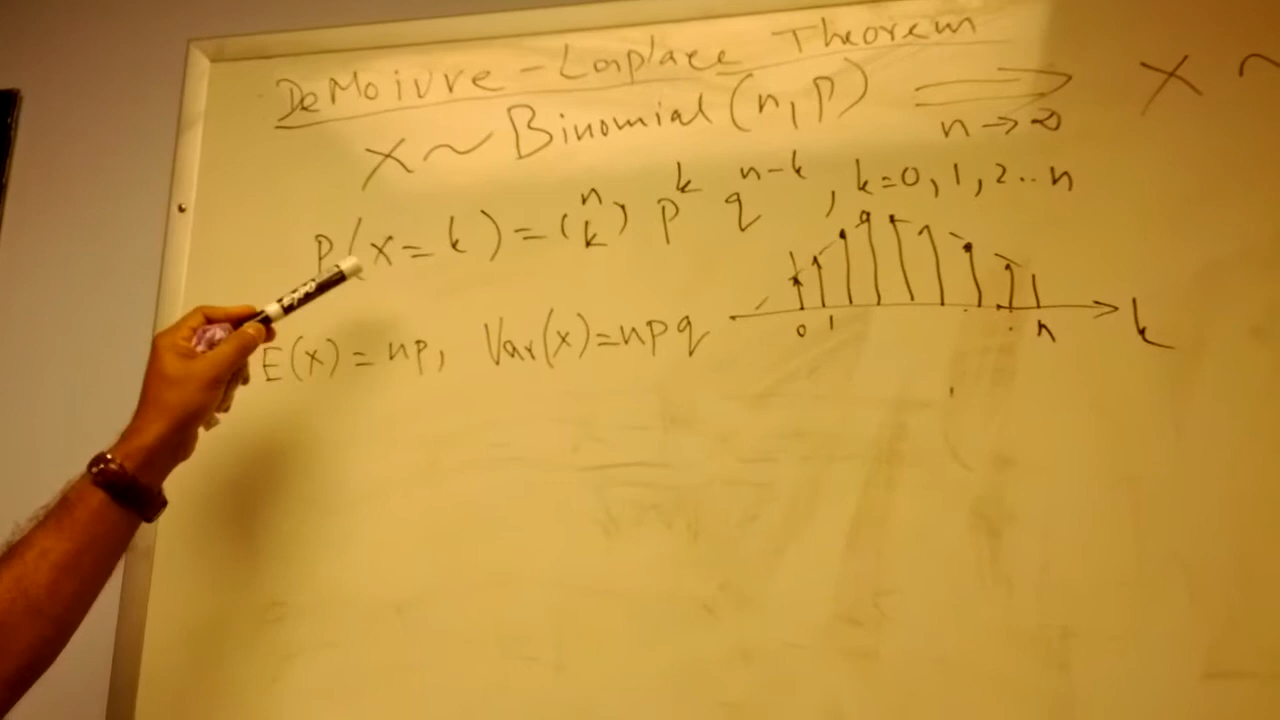 DeMoivre-Laplace Theorem
X ~ Binomial (n, p) ⟹ X ~
n → ∞
P(X = k) = (n k) p^k q^{n-k}, k = 0, 1, 2 .. n
E(X) = np, Var(X) = npq
0 1 n k
EXPO